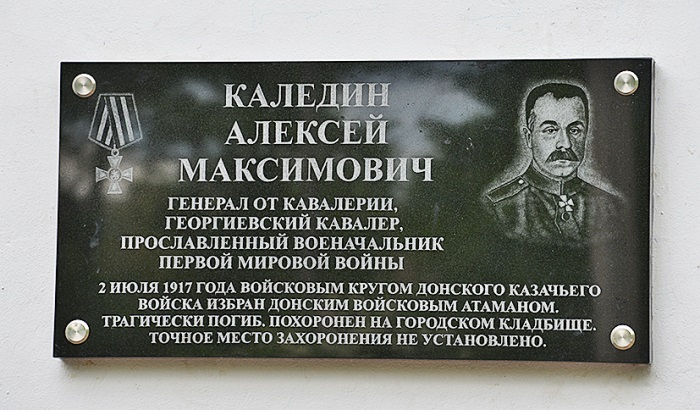 КАЛЕДИН
АЛЕКСЕЙ
МАКСИМОВИЧ
ГЕНЕРАЛ ОТ КАВАЛЕРИИ,
ГЕОРГИЕВСКИЙ КАВАЛЕР,
ПРОСЛАВЛЕННЫЙ ВОЕНАЧАЛЬНИК
ПЕРВОЙ МИРОВОЙ ВОЙНЫ
2 ИЮЛЯ 1917 ГОДА ВОЙСКОВЫМ КРУГОМ ДОНСКОГО КАЗАЧЬЕГО
ВОЙСКА ИЗБРАН ДОНСКИМ ВОЙСКОВЫМ АТАМАНОМ.
ТРАГИЧЕСКИ ПОГИБ. ПОХОРОНЕН НА ГОРОДСКОМ КЛАДБИЩЕ.
ТОЧНОЕ МЕСТО ЗАХОРОНЕНИЯ НЕ УСТАНОВЛЕНО.